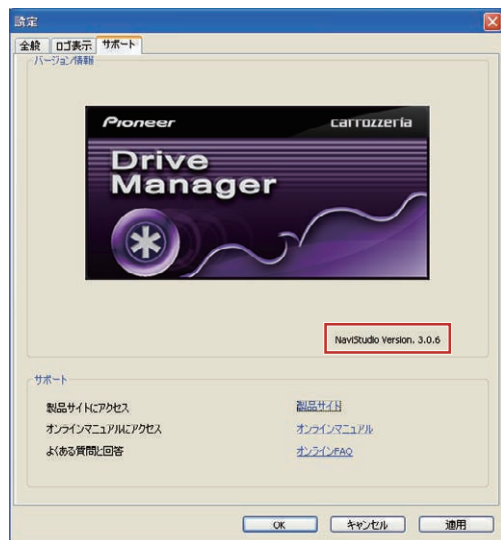 設定
全般 ロゴ表示 サポート
バージョン情報
Pioneer carrozzeria
Drive
Manager
NaviStudio Version. 3.0.6
サポート
製品サイトにアクセス 製品サイト
オンラインマニュアルにアクセス オンラインマニュアル
よくある質問と回答 オンラインFAQ
OK キャンセル 適用